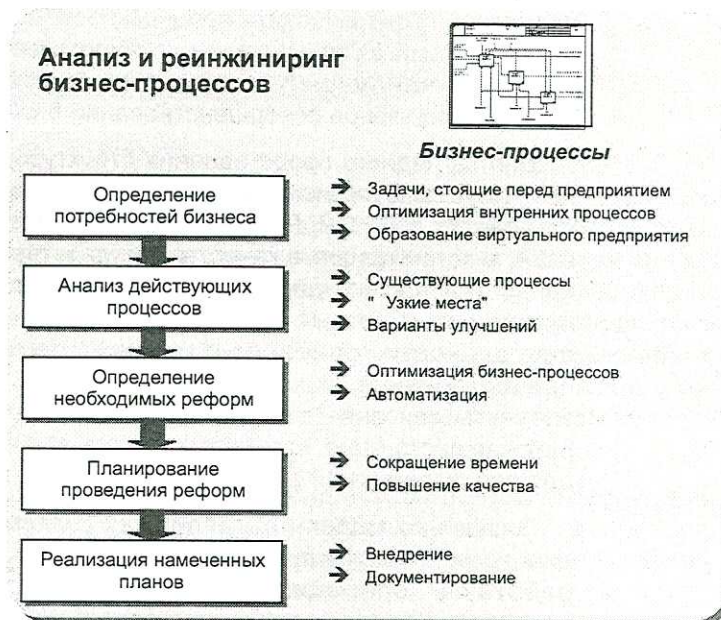 Анализ и реинжиниринг
бизнес-процессов
Бизнес-процессы
Определение
потребностей бизнеса
→ Задачи, стоящие перед предприятием
→ Оптимизация внутренних процессов
→ Образование виртуального предприятия
Анализ действующих
процессов
→ Существующие процессы
→ " Узкие места"
→ Варианты улучшений
Определение
необходимых реформ
→ Оптимизация бизнес-процессов
→ Автоматизация
Планирование
проведения реформ
→ Сокращение времени
→ Повышение качества
Реализация намеченных
планов
→ Внедрение
→ Документирование